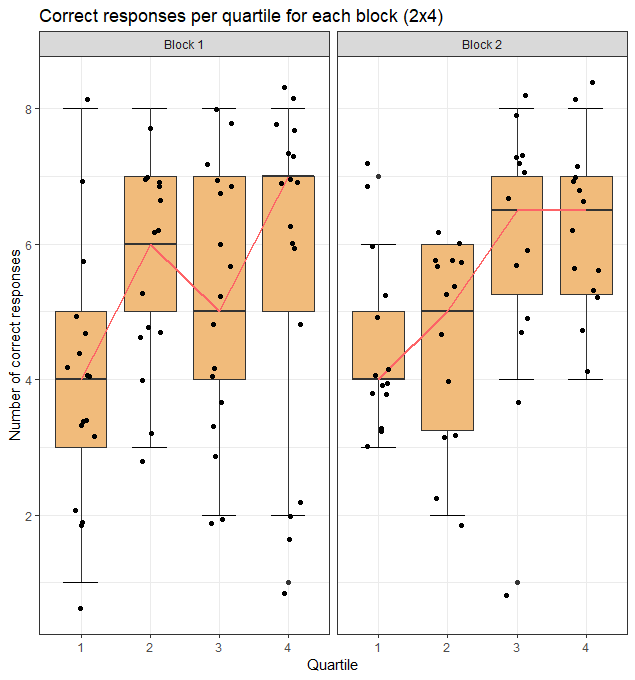 Correct responses per quartile for each block (2x4)
Block 1
Block 2
Number of correct responses
8
6
4
2
1 2 3 4
1 2 3 4
Quartile